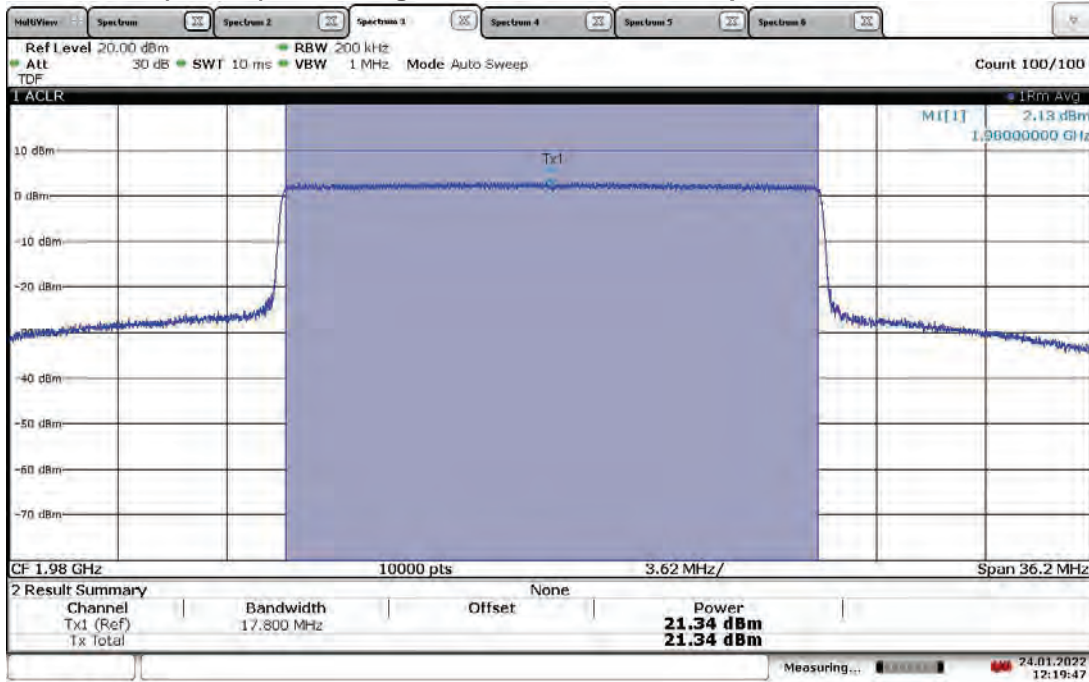 MultiView
Spectrum
Spectrum 2
Spectrum 3
Spectrum 4
Spectrum 5
Spectrum 6
Ref Level 20.00 dBm RBW 200 kHz
Att 30 dB SWT 10 ms VBW 1 MHz Mode Auto Sweep Count 100/100
TDF
1 ACLR 1Rm Avg
M1[1] 2.13 dBm
1.98000000 GHz
10 dBm
Tx1
0 dBm
-10 dBm
-20 dBm
-30 dBm
-40 dBm
-50 dBm
-60 dBm
-70 dBm
CF 1.98 GHz 10000 pts 3.62 MHz/ Span 36.2 MHz
2 Result Summary None
Channel Bandwidth Offset Power
Tx1 (Ref) 17.800 MHz 21.34 dBm
Tx Total 21.34 dBm
Measuring... 24.01.2022
12:19:47